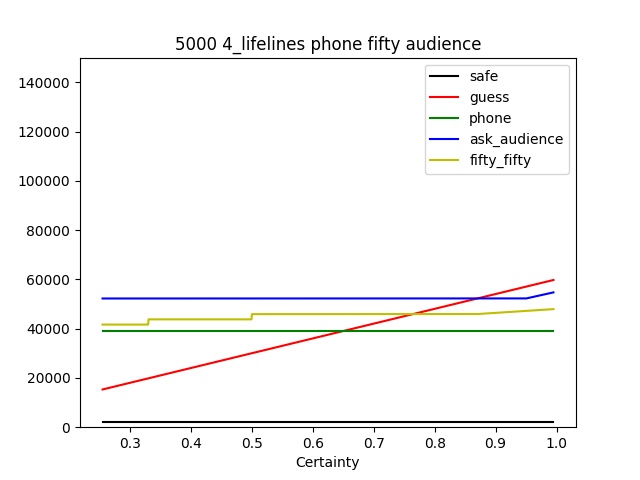 5000 4_lifelines phone fifty audience
safe
guess
phone
ask_audience
fifty_fifty
140000
120000
100000
80000
60000
40000
20000
0
0.3 0.4 0.5 0.6 0.7 0.8 0.9 1.0
Certainty